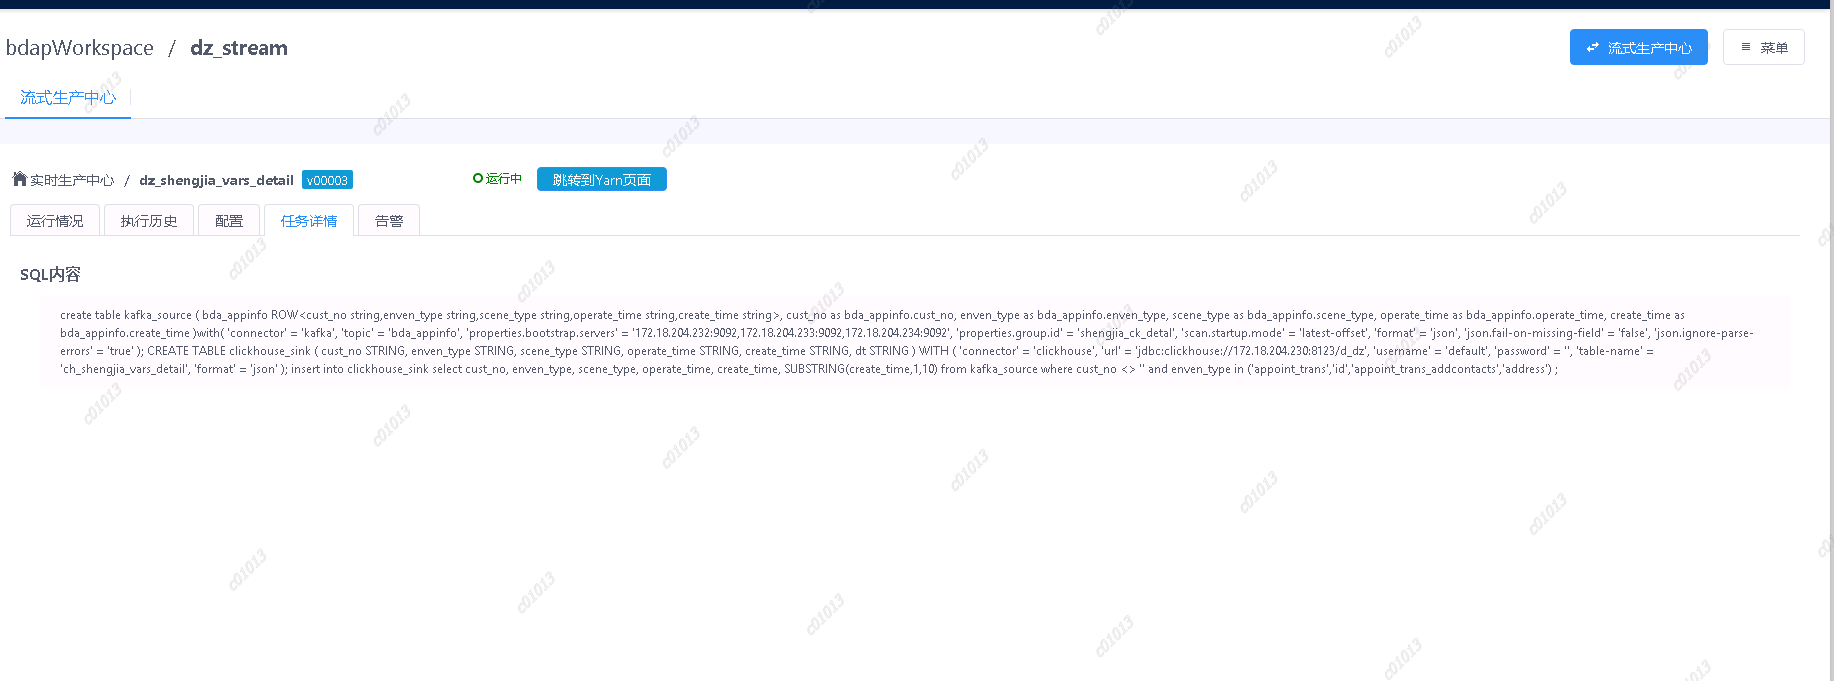 bdapWorkspace / dz_stream
流式生产中心
菜单
流式生产中心
实时生产中心 / dz_shengjia_vars_detail v00003 运行中 跳转到Yarn页面
运行情况 执行历史 配置 任务详情 告警
SQL内容
create table kafka_source ( bda_appinfo ROW<cust_no string,enven_type string,scene_type string,operate_time string,create_time string>, cust_no as bda_appinfo.cust_no, enven_type as bda_appinfo.enven_type, scene_type as bda_appinfo.scene_type, operate_time as bda_appinfo.operate_time, create_time as
bda_appinfo.create_time )with( 'connector' = 'kafka', 'topic' = 'bda_appinfo', 'properties.bootstrap.servers' = '172.18.204.232:9092,172.18.204.233:9092,172.18.204.234:9092', 'properties.group.id' = 'shengjia_ck_detal', 'scan.startup.mode' = 'latest-offset', 'format' = 'json', 'json.fail-on-missing-field' = 'false', 'json.ignore-parse-
errors' = 'true' ); CREATE TABLE clickhouse_sink ( cust_no STRING, enven_type STRING, scene_type STRING, operate_time STRING, create_time STRING, dt STRING ) WITH ( 'connector' = 'clickhouse', 'url' = 'jdbc:clickhouse://172.18.204.230:8123/d_dz', 'username' = 'default', 'password' = '', 'table-name' =
'ch_shengjia_vars_detail', 'format' = 'json' ); insert into clickhouse_sink select cust_no, enven_type, scene_type, operate_time, create_time, SUBSTRING(create_time,1,10) from kafka_source where cust_no <> '' and enven_type in ('appoint_trans','id','appoint_trans_addcontacts','address') ;
c01013